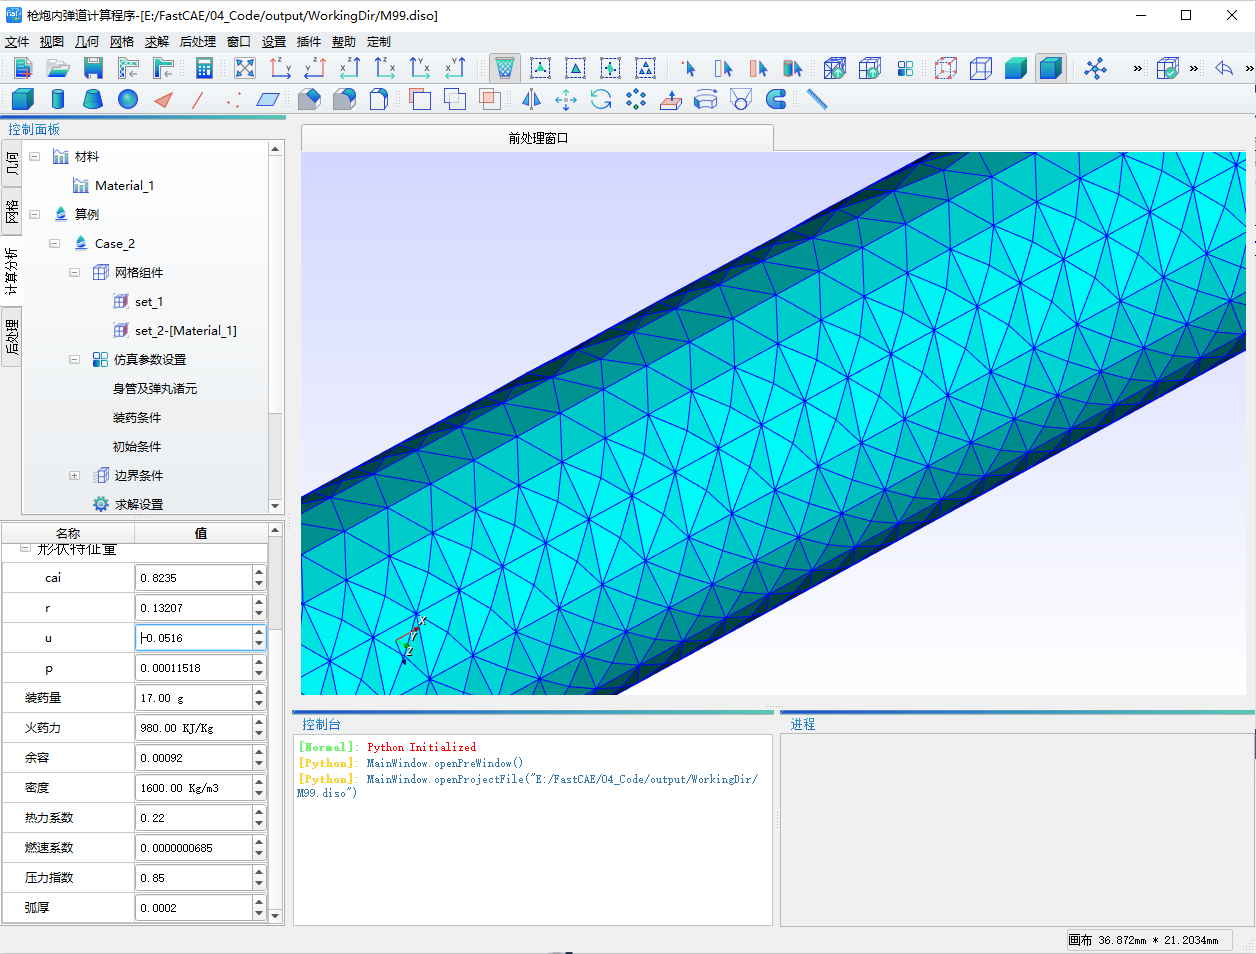 枪炮内弹道计算程序-[E:/FastCAE/04_Code/output/WorkingDir/M99.diso]
文件 视图 几何 网格 求解 后处理 窗口 设置 插件 帮助 定制
控制面板
几何
网格
计算分析
后处理
材料
Material_1
算例
Case_2
网格组件
set_1
set_2-[Material_1]
仿真参数设置
身管及弹丸诸元
装药条件
初始条件
边界条件
求解设置
名称 值
形状特征量
cai 0.8235
r 0.13207
u -0.0516
p 0.00011518
装药量 17.00 g
火药力 980.00 KJ/Kg
余容 0.00092
密度 1600.00 Kg/m3
热力系数 0.22
燃速系数 0.0000000685
压力指数 0.85
弧厚 0.0002
前处理窗口
X
Y
Z
控制台
[Normal]: Python Initialized
[Python]: MainWindow.openPreWindow()
[Python]: MainWindow.openProjectFile("E:/FastCAE/04_Code/output/WorkingDir/
M99.diso")
进程
画布 36.872mm * 21.2034mm